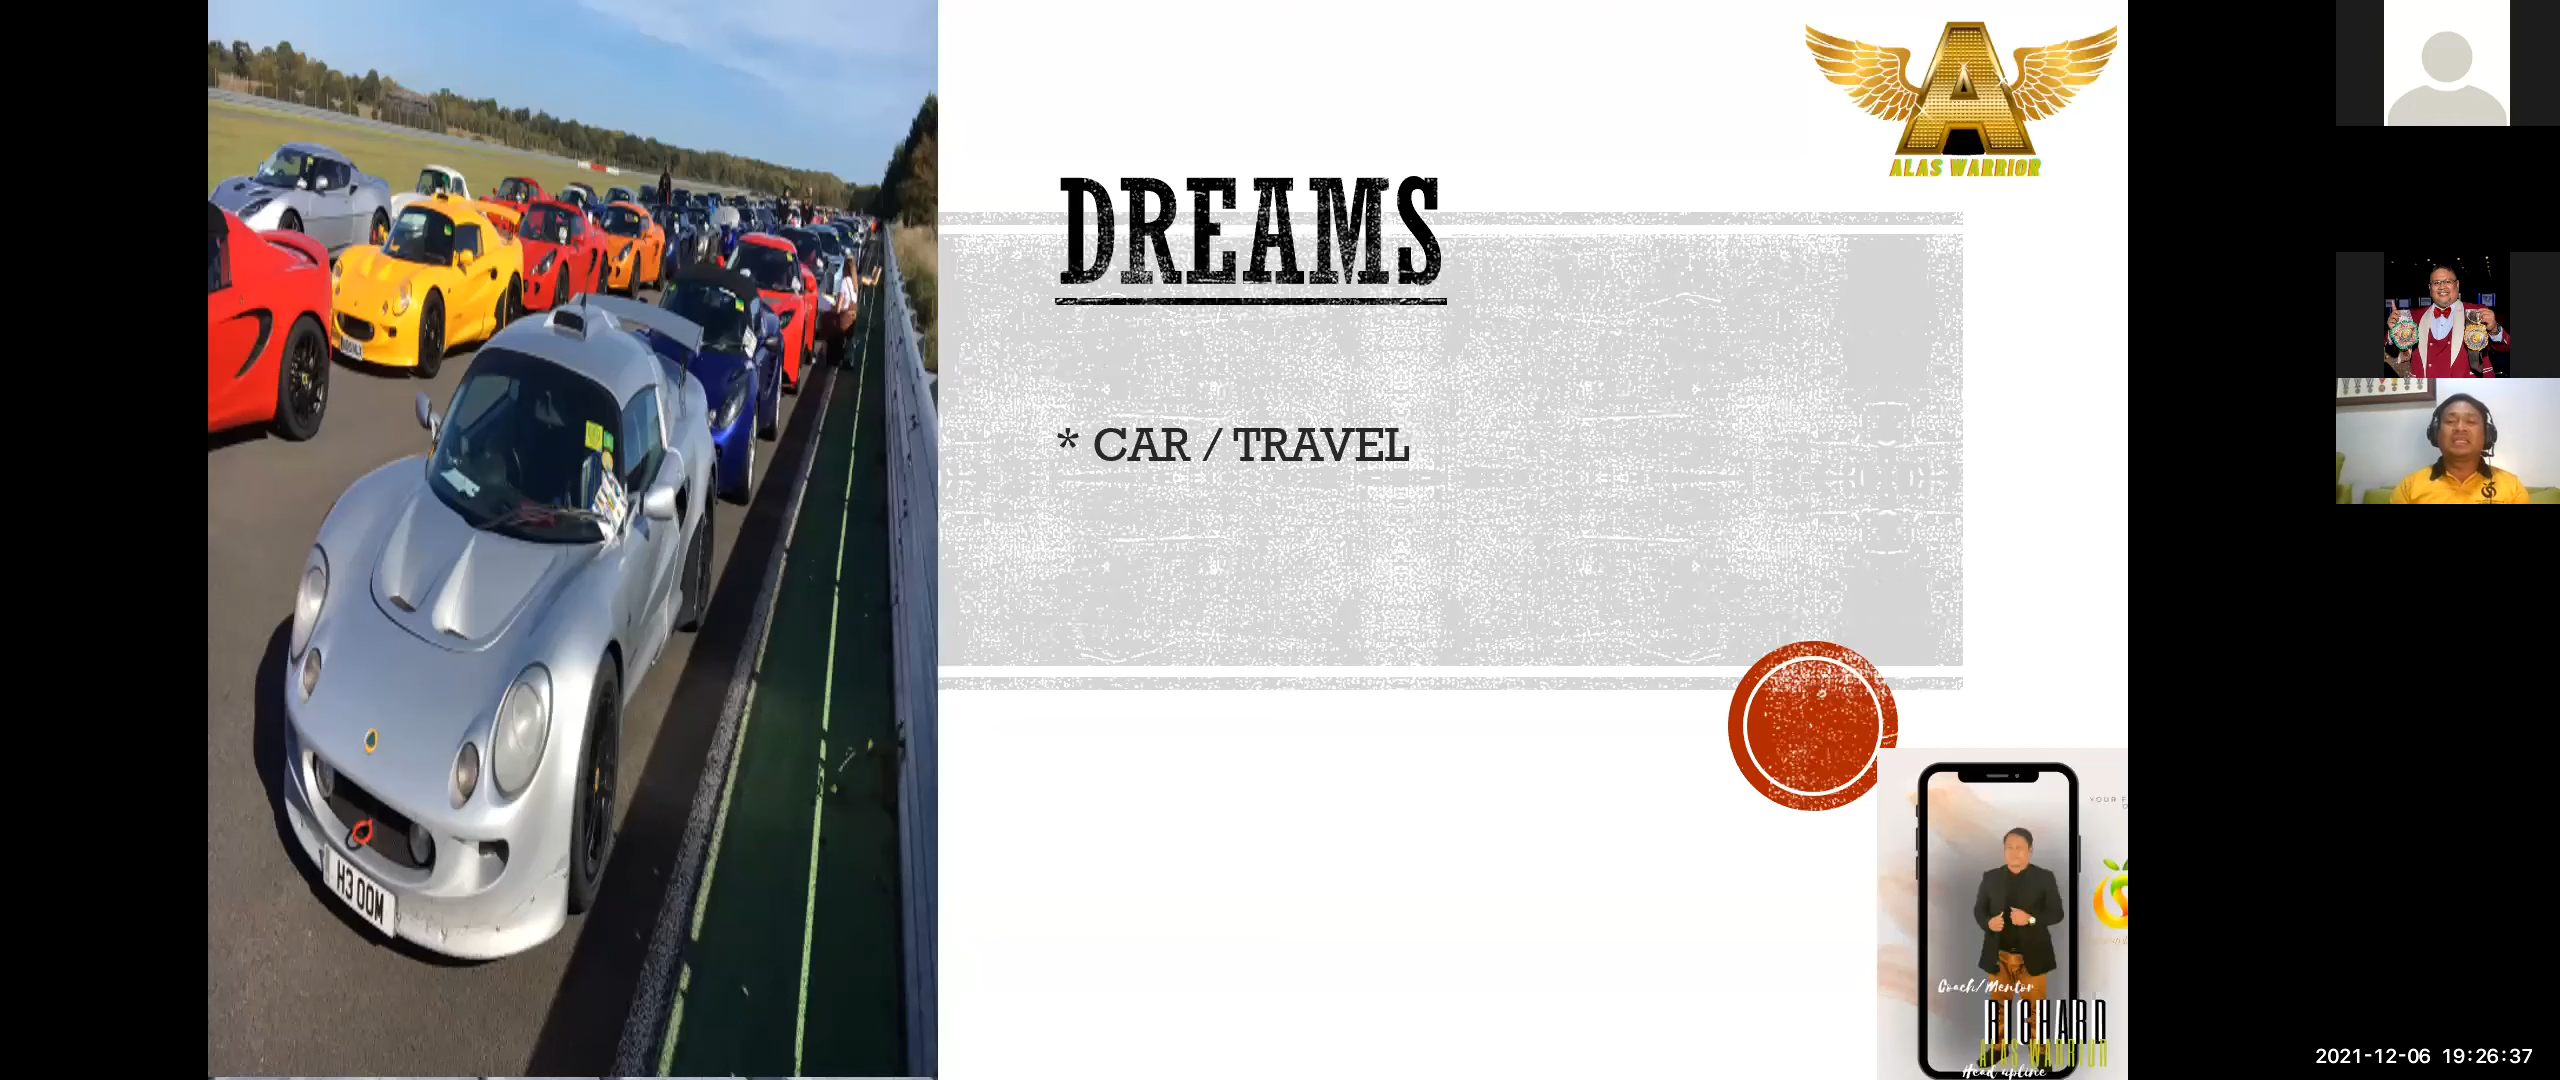 ALAS WARRIOR
DREAMS
* CAR / TRAVEL
H3 OOM
YOUR F
Coach/Mentor
RICHARD
ALAS WARRIOR
Head upline
2021-12-06 19:26:37